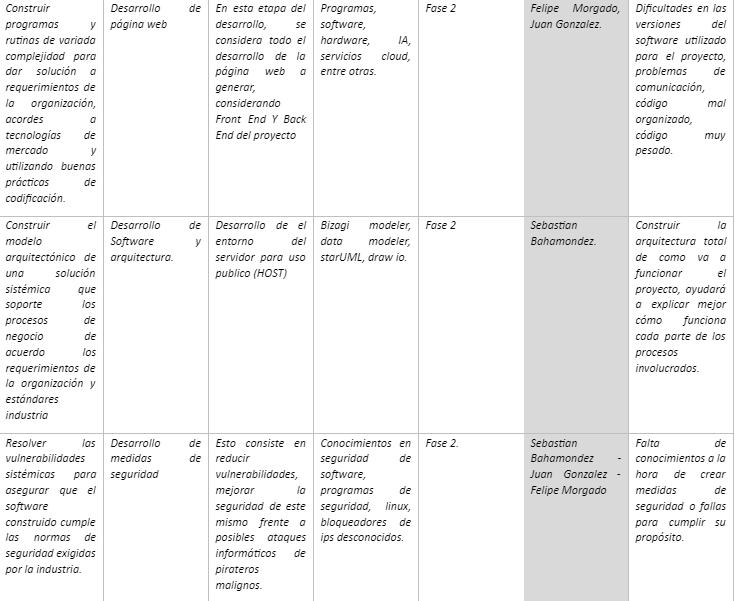 Construir
programas y
rutinas de variada
complejidad para
dar solución a
requerimientos de
la organización,
acordes a
tecnologías de
mercado y
utilizando buenas
prácticas de
codificación.
Desarrollo de
página web
En esta etapa del
desarrollo, se
considera todo el
desarrollo de la
página web a
generar,
considerando
Front End Y Back
End del proyecto
Programas,
software,
hardware, IA,
servicios cloud,
entre otras.
Fase 2
Felipe Morgado,
Juan Gonzalez.
Dificultades en las
versiones del
software utilizado
para el proyecto,
problemas de
comunicación,
código mal
organizado,
código muy
pesado.
Construir el
modelo
arquitectónico de
una solución
sistémica que
soporte los
procesos de
negocio de
acuerdo los
requerimientos de
la organización y
estándares
industria
Desarrollo de
Software y
arquitectura.
Desarrollo de el
entorno del
servidor para uso
publico (HOST)
Bizagi modeler,
data modeler,
starUML, draw io.
Fase 2
Sebastian
Bahamondez.
Construir la
arquitectura total
de como va a
funcionar el
proyecto, ayudará
a explicar mejor
cómo funciona
cada parte de los
procesos
involucrados.
Resolver las
vulnerabilidades
sistémicas para
asegurar que el
software
construido cumple
las normas de
seguridad exigidas
por la industria.
Desarrollo de
medidas de
seguridad
Esto consiste en
reducir
vulnerabilidades,
mejorar la
seguridad de este
mismo frente a
posibles ataques
informáticos de
pirateros
malignos.
Conocimientos en
seguridad de
software,
programas de
seguridad, linux,
bloqueadores de
ips desconocidos.
Fase 2.
Sebastian
Bahamondez -
Juan Gonzalez -
Felipe Morgado
Falta de
conocimientos a la
hora de crear
medidas de
seguridad o fallas
para cumplir su
propósito.